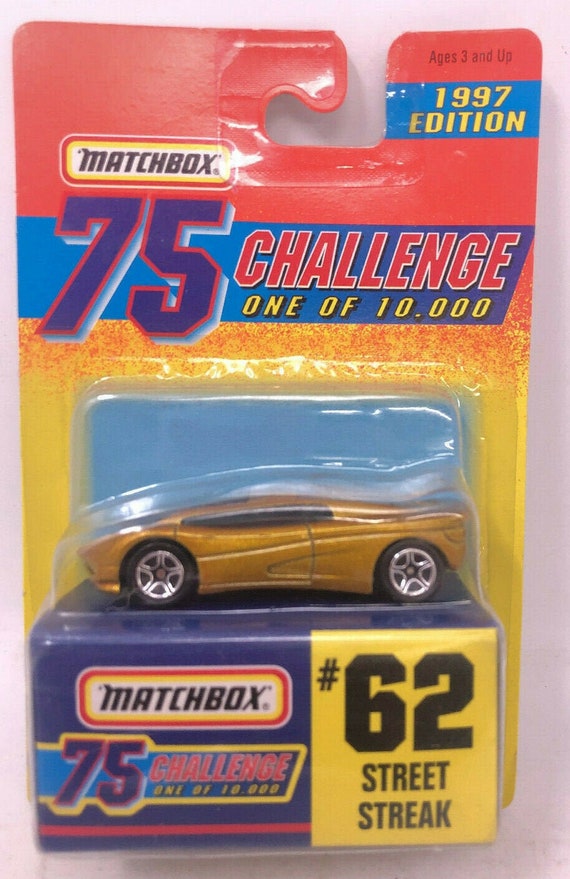 Ages 3 and Up
1997
EDITION
MATCHBOX®
75 CHALLENGE
ONE OF 10,000
MATCHBOX®
75 CHALLENGE
ONE OF 10,000
#62
STREET
STREAK